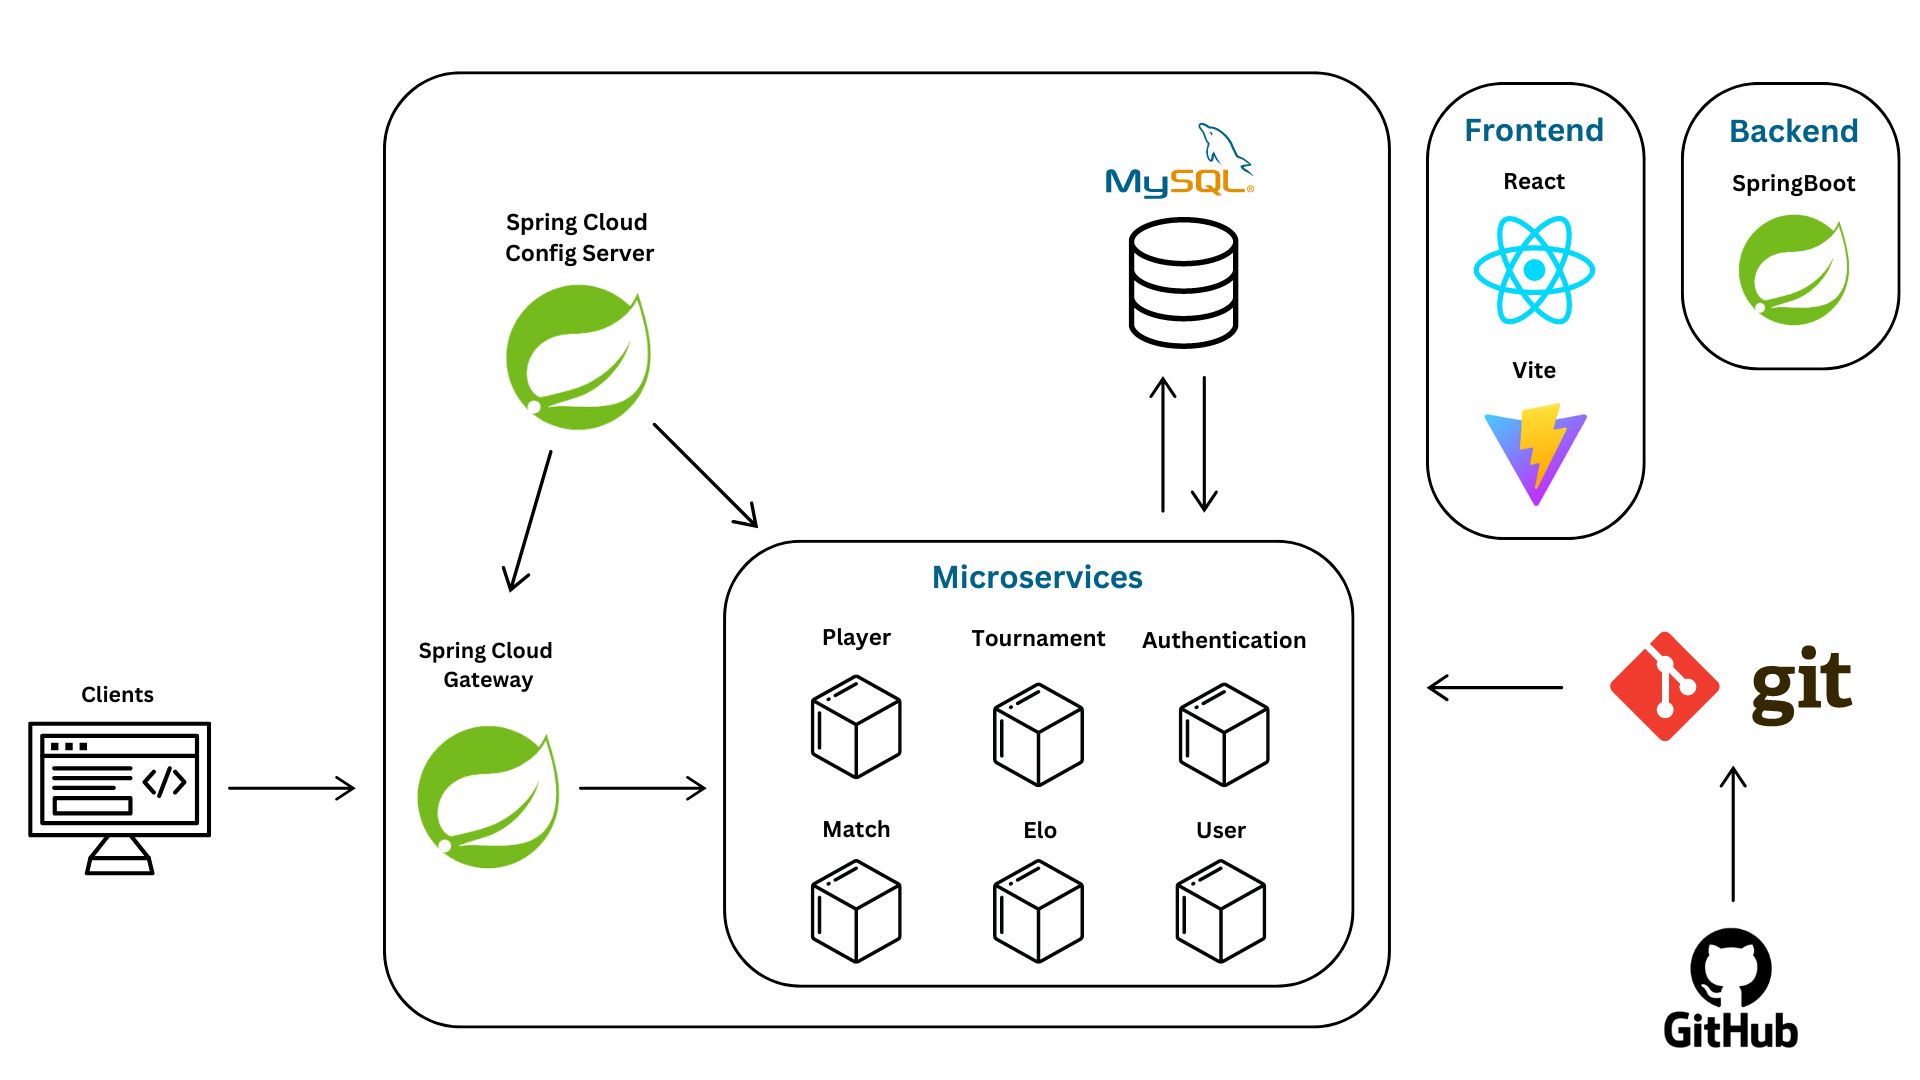 MySQL®
Spring Cloud
Config Server
Frontend
React
Vite
Backend
SpringBoot
Microservices
Player
Tournament
Authentication
Match
Elo
User
Spring Cloud
Gateway
Clients
</>
git
GitHub